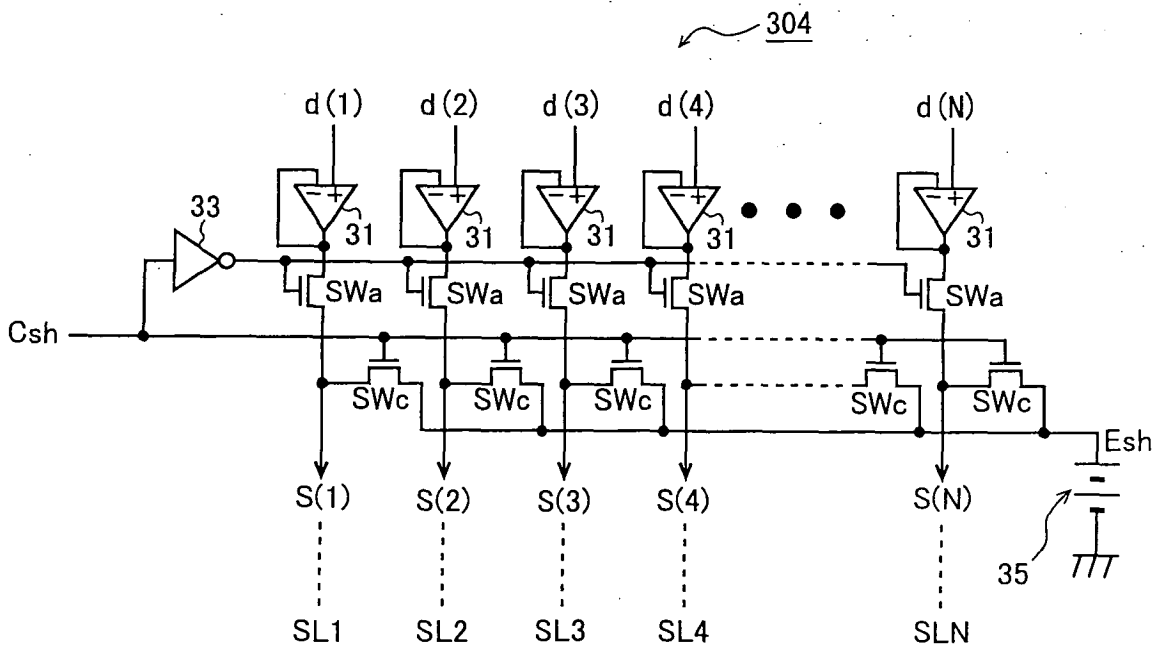 304
d(1) d(2) d(3) d(4) d(N)
- + - + - + - + - +
33 31 31 31 31 31
SWa SWa SWa SWa SWa
Csh
SWc SWc SWc SWc SWc
Esh
S(1) S(2) S(3) S(4) S(N)
35
SL1 SL2 SL3 SL4 SLN